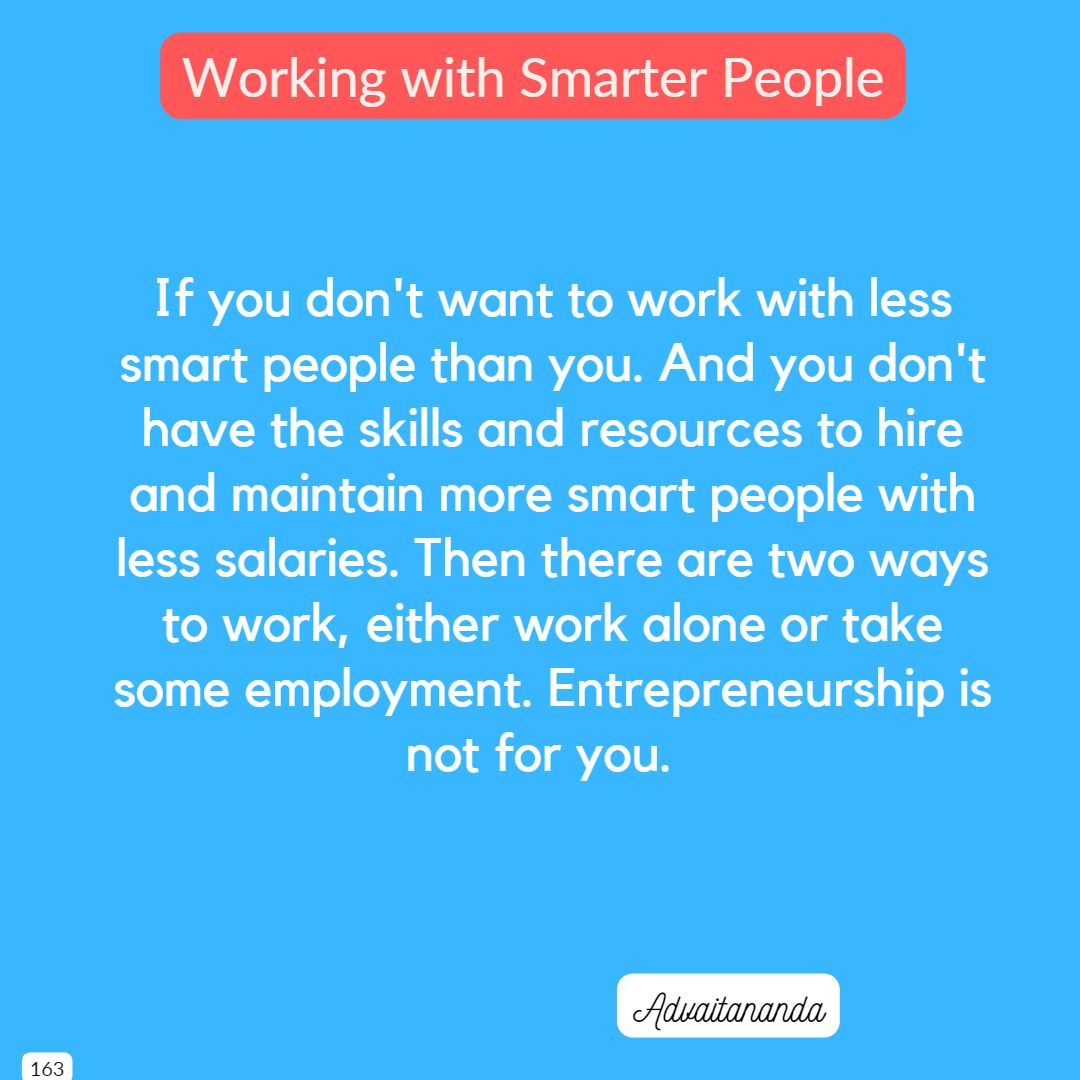 Working with Smarter People
If you don't want to work with less
smart people than you. And you don't
have the skills and resources to hire
and maintain more smart people with
less salaries. Then there are two ways
to work, either work alone or take
some employment. Entrepreneurship is
not for you.
Advaitananda
163